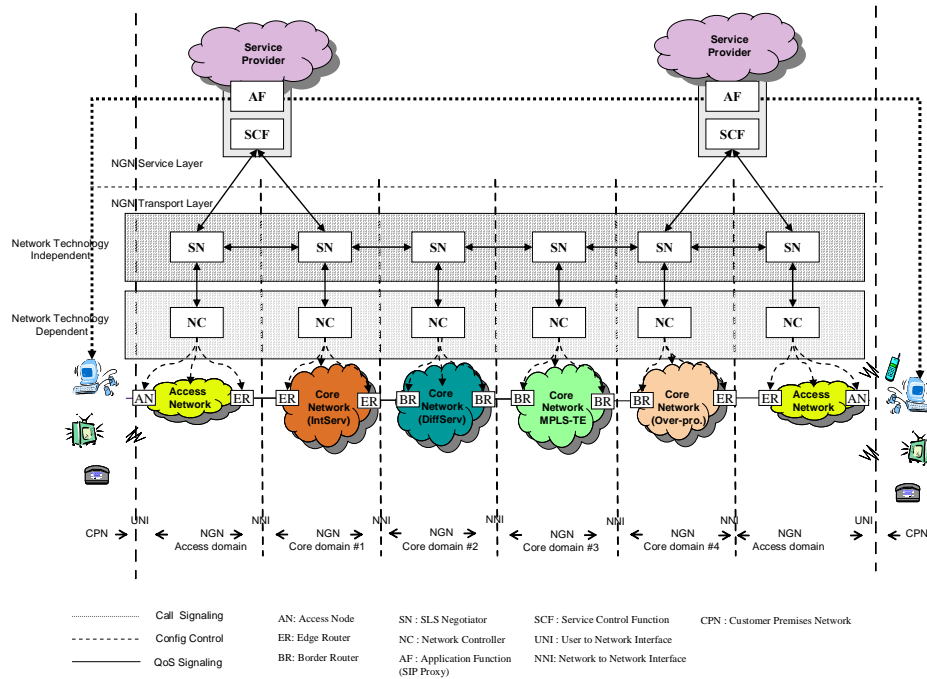 Service
Provider
Service
Provider
AF
AF
SCF
SCF
NGN Service Layer
NGN Transport Layer
Network Technology
Independent
SN
SN
SN
SN
SN
SN
Network Technology
Dependent
NC
NC
NC
NC
NC
NC
AN
Access
Network
ER
ER
Core
Network
(IntServ)
ER
BR
Core
Network
(DiffServ)
BR
BR
Core
Network
MPLS-TE
BR
BR
Core
Network
(Over-pro.)
ER
ER
Access
Network
AN
UNI
NNI
NNI
NNI
NNI
NNI
UNI
CPN
NGN
Access domain
NGN
Core domain #1
NGN
Core domain #2
NGN
Core domain #3
NGN
Core domain #4
NGN
Access domain
CPN
Call Signaling
Config Control
QoS Signaling
AN: Access Node
ER: Edge Router
BR: Border Router
SN : SLS Negotiator
NC : Network Controller
AF : Application Function
(SIP Proxy)
SCF : Service Control Function
UNI : User to Network Interface
NNI: Network to Network Interface
CPN : Customer Premises Network